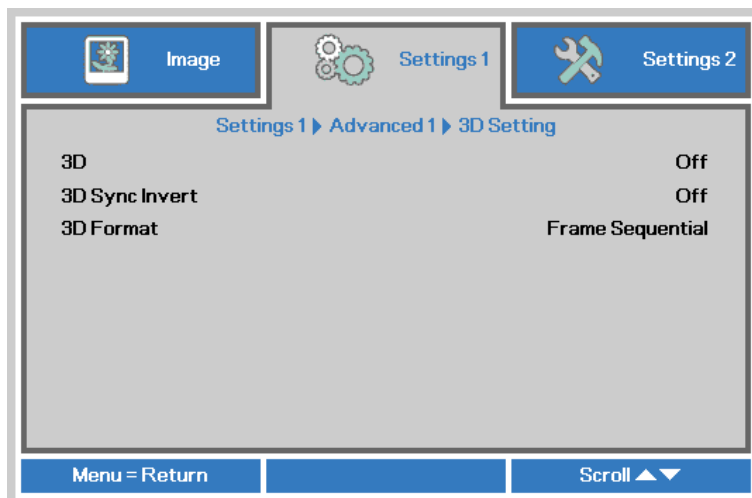 Image
Settings 1
Settings 2
Settings 1 ▶ Advanced 1 ▶ 3D Setting
3D Off
3D Sync Invert Off
3D Format Frame Sequential
Menu = Return
Scroll ▲▼